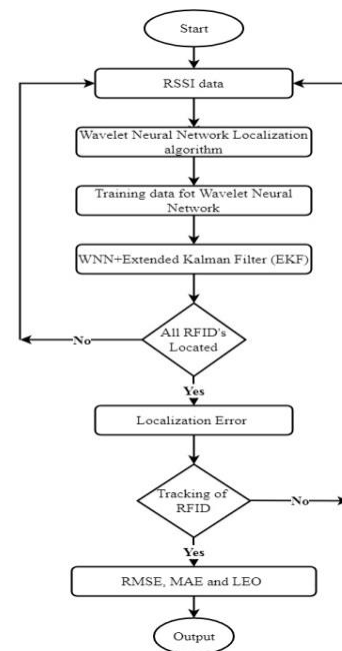 Start
RSSI data
Wavelet Neural Network Localization
algorithm
Training data fot Wavelet Neural
Network
WNN+Extended Kalman Filter (EKF)
All RFID's
Located
No
Yes
Localization Error
Tracking of
RFID
No
Yes
RMSE, MAE and LEO
Output